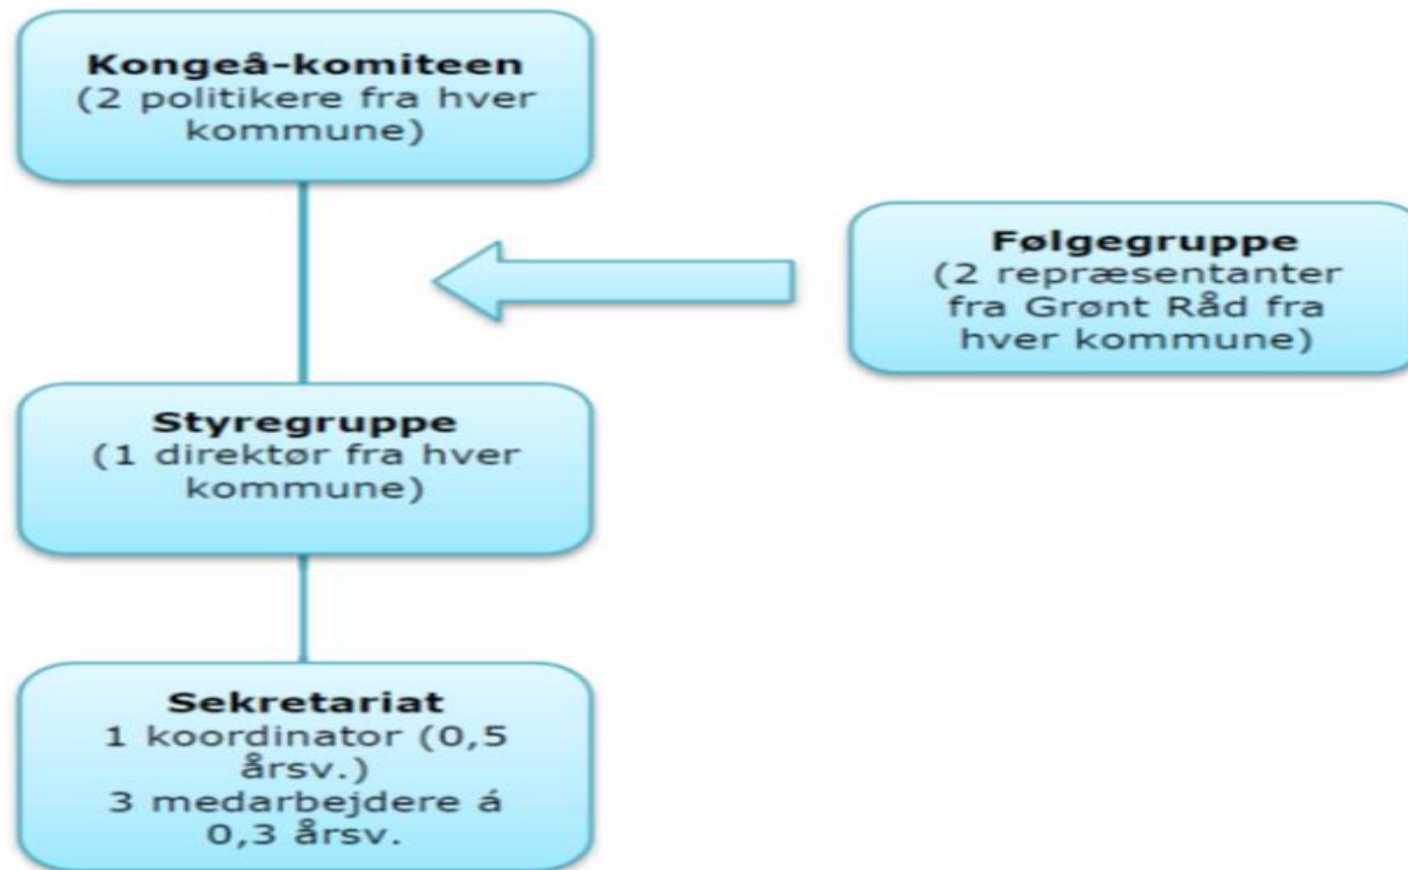 Kongeå-komiteen
(2 politikere fra hver
kommune)
Følgegruppe
(2 repræsentanter
fra Grønt Råd fra
hver kommune)
Styregruppe
(1 direktør fra hver
kommune)
Sekretariat
1 koordinator (0,5
årsv.)
3 medarbejdere á
0,3 årsv.